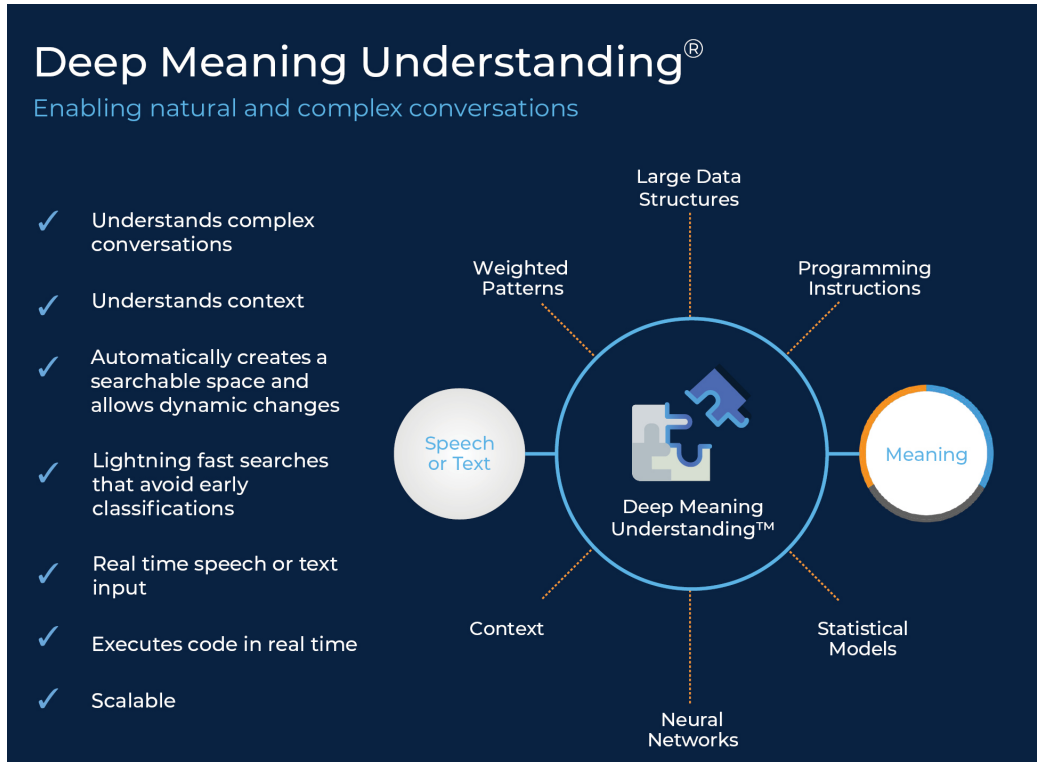 Deep Meaning Understanding®
Enabling natural and complex conversations
✓ Understands complex
conversations
✓ Understands context
✓ Automatically creates a
searchable space and
allows dynamic changes
✓ Lightning fast searches
that avoid early
classifications
✓ Real time speech or text
input
✓ Executes code in real time
✓ Scalable
Large Data
Structures
Weighted
Patterns
Programming
Instructions
Speech
or Text
Deep Meaning
Understanding™
Meaning
Context
Statistical
Models
Neural
Networks